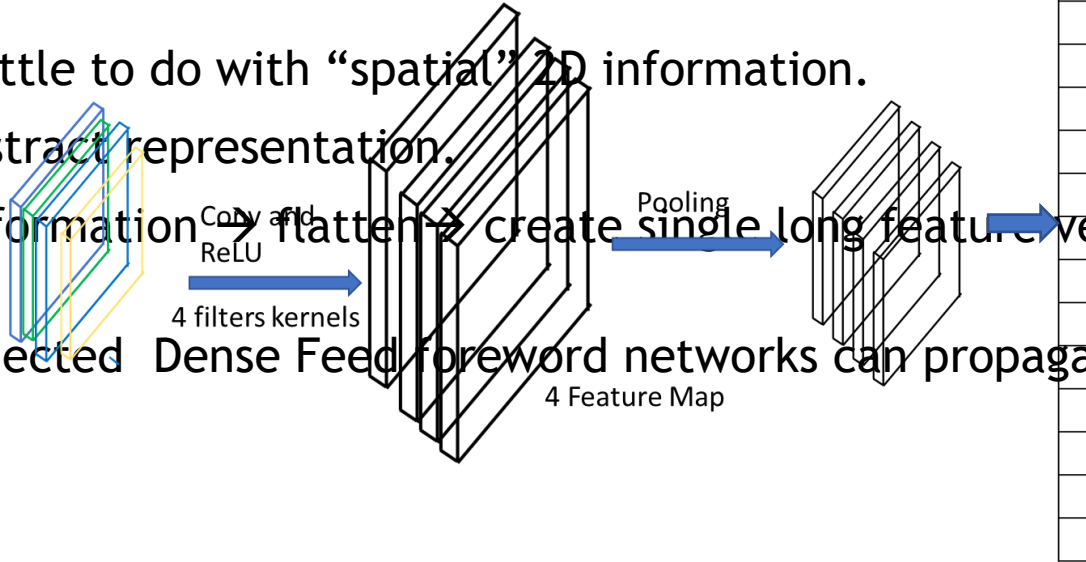 ttle to do with “spatial” 2D information.
stract representation.
formation → flatten→ create single long feature ve
ected  Dense Feed foreword networks can propaga
Conv and
ReLU
4 filters kernels
Pooling
4 Feature Map